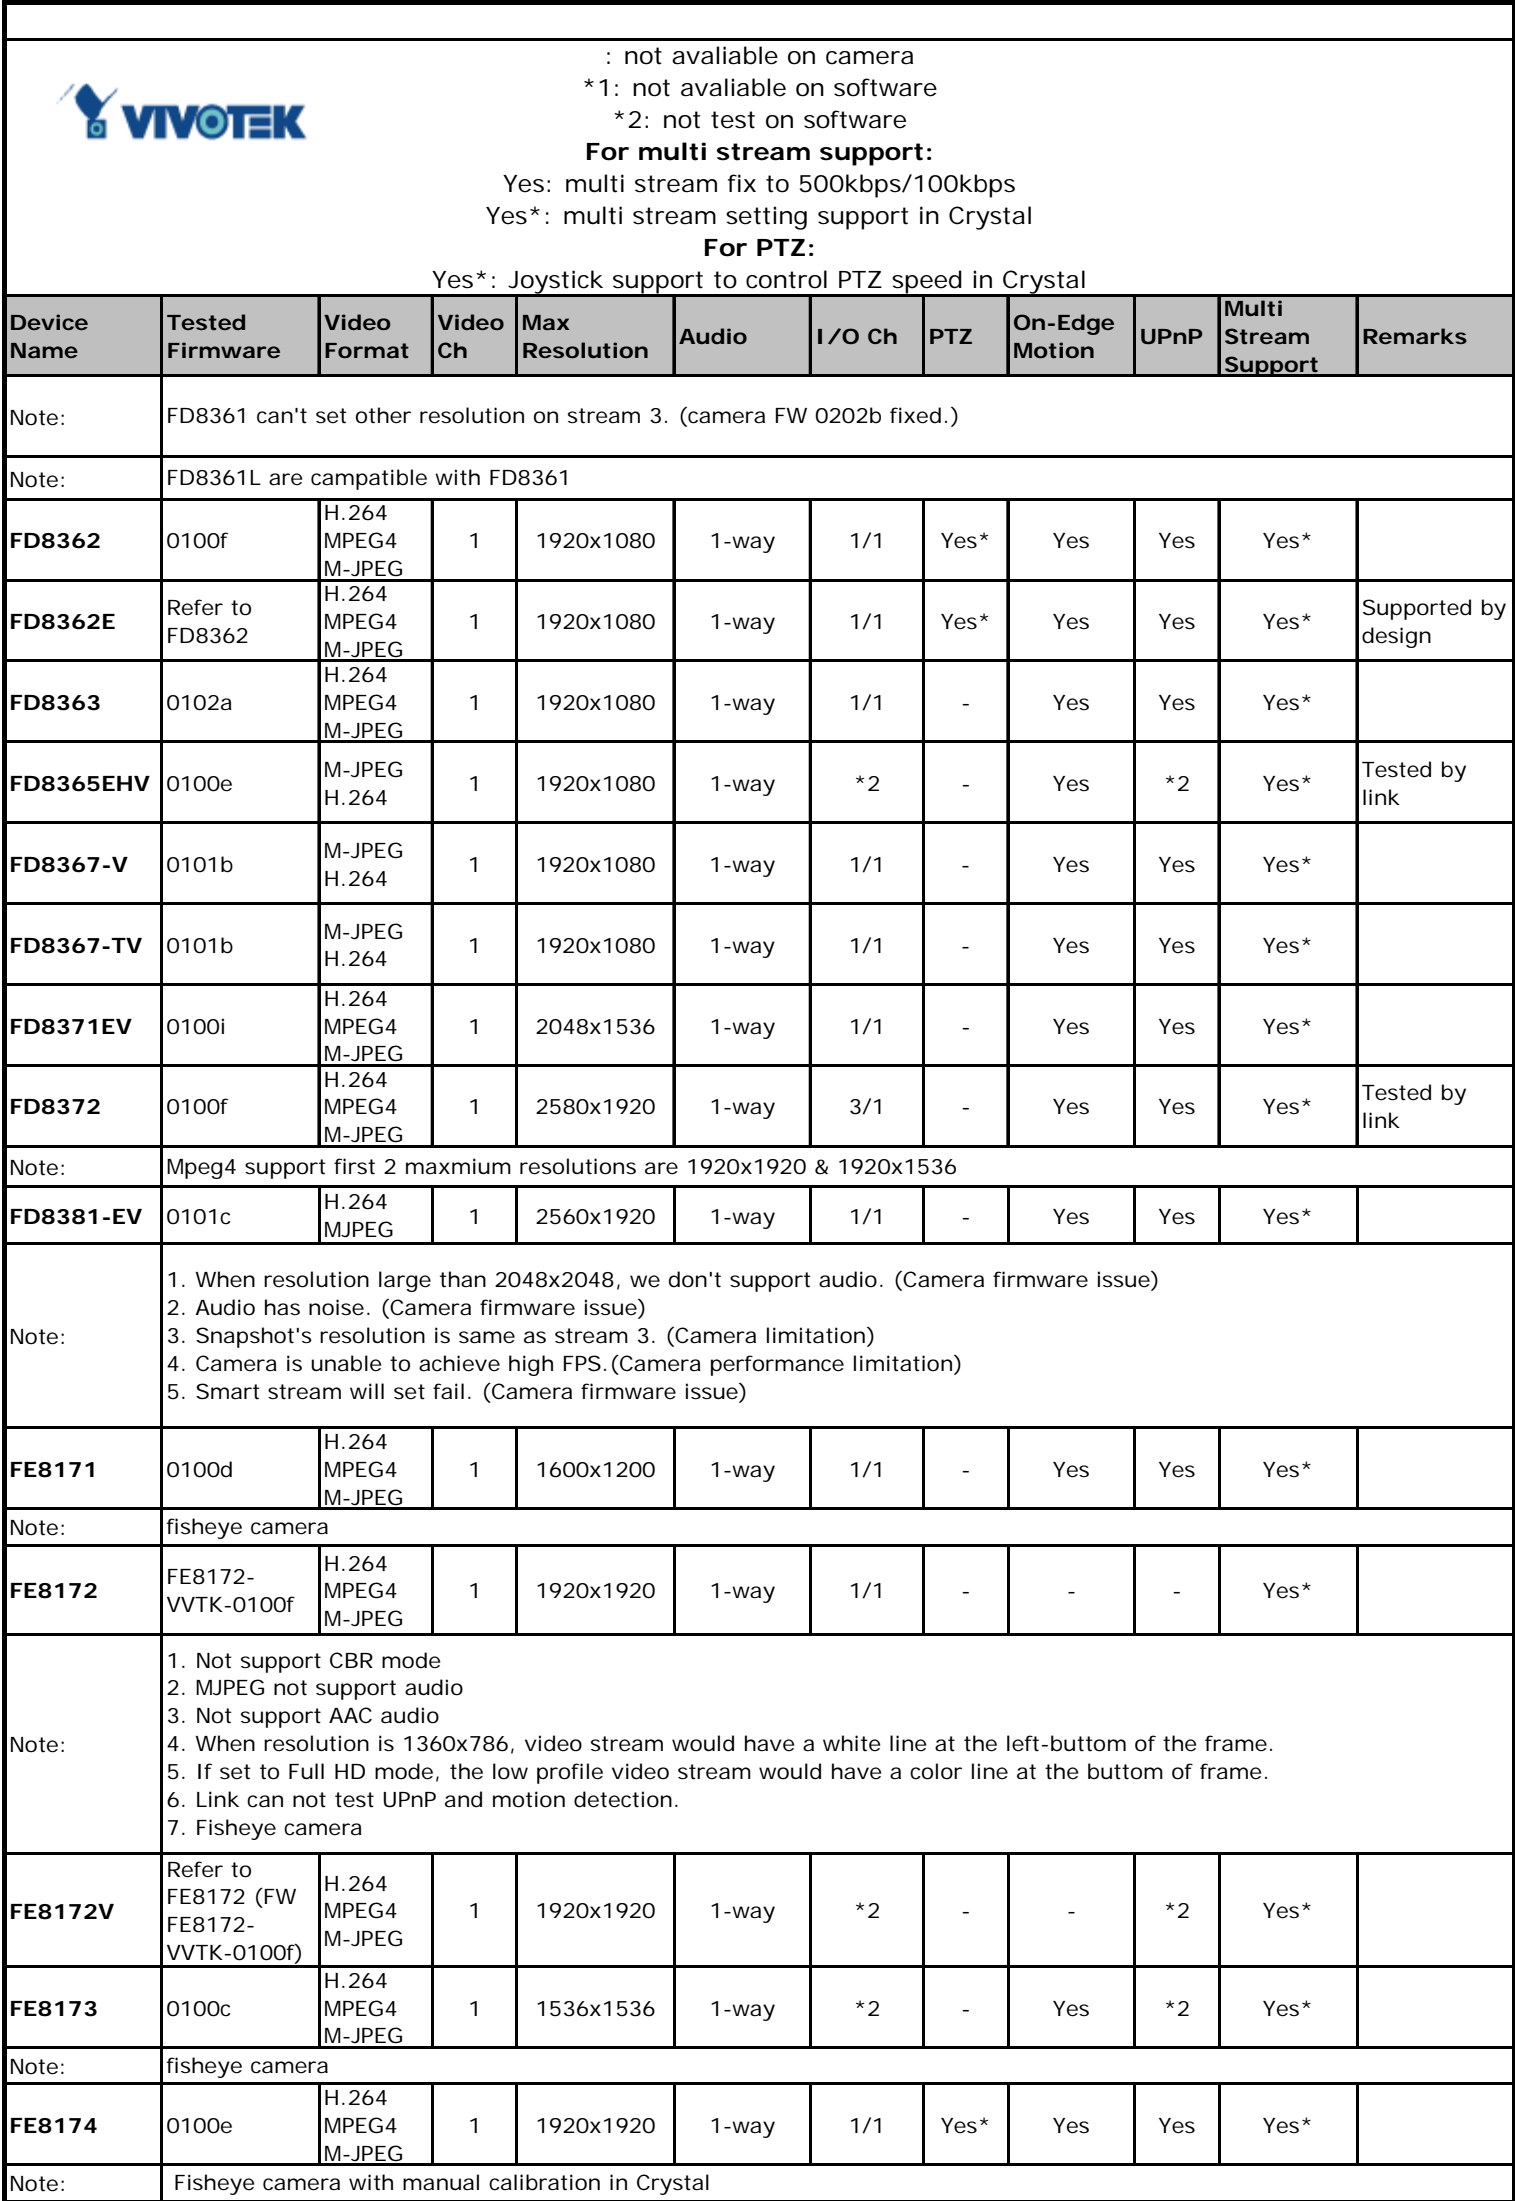 VIVOTEK
: not avaliable on camera
*1: not avaliable on software
*2: not test on software
For multi stream support:
Yes: multi stream fix to 500kbps/100kbps
Yes*: multi stream setting support in Crystal
For PTZ:
Yes*: Joystick support to control PTZ speed in Crystal
Device Name Tested Firmware Video Format Video Ch Max Resolution Audio I/O Ch PTZ On-Edge Motion UPnP Multi Stream Support Remarks
Note: FD8361 can't set other resolution on stream 3. (camera FW 0202b fixed.)
Note: FD8361L are campatible with FD8361
FD8362 0100f H.264 MPEG4 M-JPEG 1 1920x1080 1-way 1/1 Yes* Yes Yes Yes*
FD8362E Refer to FD8362 H.264 MPEG4 M-JPEG 1 1920x1080 1-way 1/1 Yes* Yes Yes Yes* Supported by design
FD8363 0102a H.264 MPEG4 M-JPEG 1 1920x1080 1-way 1/1 - Yes Yes Yes*
FD8365EHV 0100e M-JPEG H.264 1 1920x1080 1-way *2 - Yes *2 Yes* Tested by link
FD8367-V 0101b M-JPEG H.264 1 1920x1080 1-way 1/1 - Yes Yes Yes*
FD8367-TV 0101b M-JPEG H.264 1 1920x1080 1-way 1/1 - Yes Yes Yes*
FD8371EV 0100i H.264 MPEG4 M-JPEG 1 2048x1536 1-way 1/1 - Yes Yes Yes*
FD8372 0100f H.264 MPEG4 M-JPEG 1 2580x1920 1-way 3/1 - Yes Yes Yes* Tested by link
Note: Mpeg4 support first 2 maxmium resolutions are 1920x1920 & 1920x1536
FD8381-EV 0101c H.264 MJPEG 1 2560x1920 1-way 1/1 - Yes Yes Yes*
Note:
1. When resolution large than 2048x2048, we don't support audio. (Camera firmware issue)
2. Audio has noise. (Camera firmware issue)
3. Snapshot's resolution is same as stream 3. (Camera limitation)
4. Camera is unable to achieve high FPS.(Camera performance limitation)
5. Smart stream will set fail. (Camera firmware issue)
FE8171 0100d H.264 MPEG4 M-JPEG 1 1600x1200 1-way 1/1 - Yes Yes Yes*
Note: fisheye camera
FE8172 FE8172-VVTK-0100f H.264 MPEG4 M-JPEG 1 1920x1920 1-way 1/1 - - - Yes*
Note:
1. Not support CBR mode
2. MJPEG not support audio
3. Not support AAC audio
4. When resolution is 1360x786, video stream would have a white line at the left-buttom of the frame.
5. If set to Full HD mode, the low profile video stream would have a color line at the buttom of frame.
6. Link can not test UPnP and motion detection.
7. Fisheye camera
FE8172V Refer to FE8172 (FW FE8172-VVTK-0100f) H.264 MPEG4 M-JPEG 1 1920x1920 1-way *2 - - *2 Yes*
FE8173 0100c H.264 MPEG4 M-JPEG 1 1536x1536 1-way *2 - Yes *2 Yes*
Note: fisheye camera
FE8174 0100e H.264 MPEG4 M-JPEG 1 1920x1920 1-way 1/1 Yes* Yes Yes Yes*
Note: Fisheye camera with manual calibration in Crystal